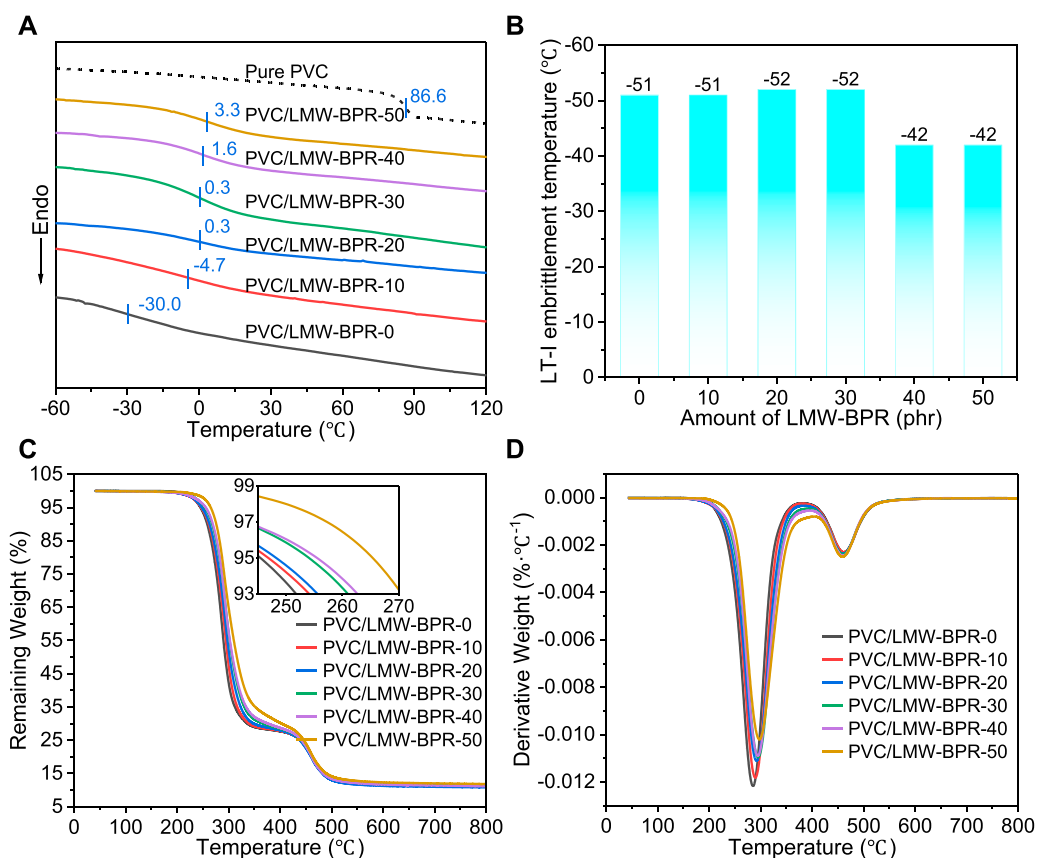 A
Pure PVC
86.6
PVC/LMW-BPR-50
3.3
PVC/LMW-BPR-40
1.6
PVC/LMW-BPR-30
0.3
PVC/LMW-BPR-20
0.3
PVC/LMW-BPR-10
-4.7
PVC/LMW-BPR-0
-30.0
Endo
-60 -30 0 30 60 90 120
Temperature (℃)
B
LT-I embrittlement temperature (℃)
-60
-50
-40
-30
-20
-10
0
-51 -51 -52 -52 -42 -42
0 10 20 30 40 50
Amount of LMW-BPR (phr)
C
Remaining Weight (%)
105
95
85
75
65
55
45
35
25
15
5
99
97
95
93
250 260 270
PVC/LMW-BPR-0
PVC/LMW-BPR-10
PVC/LMW-BPR-20
PVC/LMW-BPR-30
PVC/LMW-BPR-40
PVC/LMW-BPR-50
0 100 200 300 400 500 600 700 800
Temperature (℃)
D
Derivative Weight (%·℃⁻¹)
0.000
-0.002
-0.004
-0.006
-0.008
-0.010
-0.012
PVC/LMW-BPR-0
PVC/LMW-BPR-10
PVC/LMW-BPR-20
PVC/LMW-BPR-30
PVC/LMW-BPR-40
PVC/LMW-BPR-50
0 100 200 300 400 500 600 700 800
Temperature (℃)